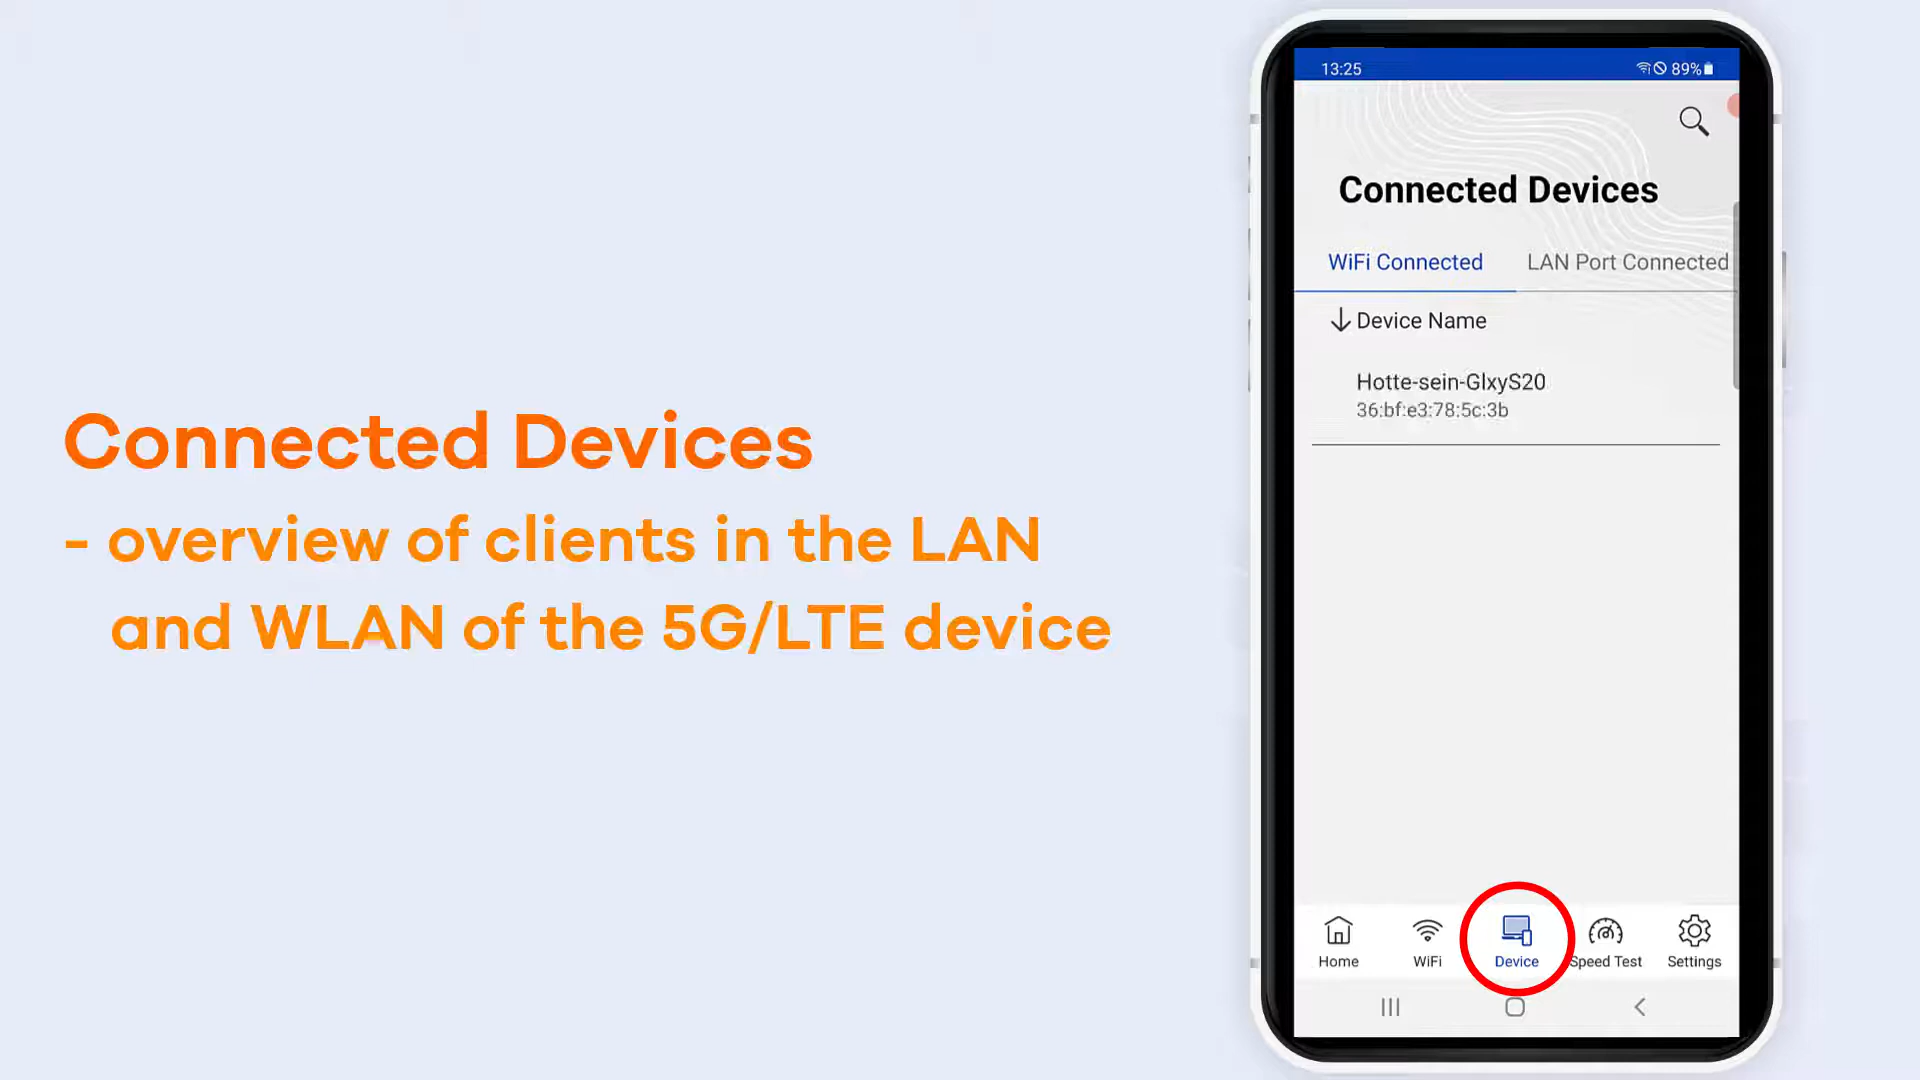 Connected Devices
- overview of clients in the LAN
and WLAN of the 5G/LTE device
13:25
89%
Connected Devices
WiFi Connected
LAN Port Connected
Device Name
Hotte-sein-GlxyS20
36:bf:e3:78:5c:3b
Home
WiFi
Device
Speed Test
Settings